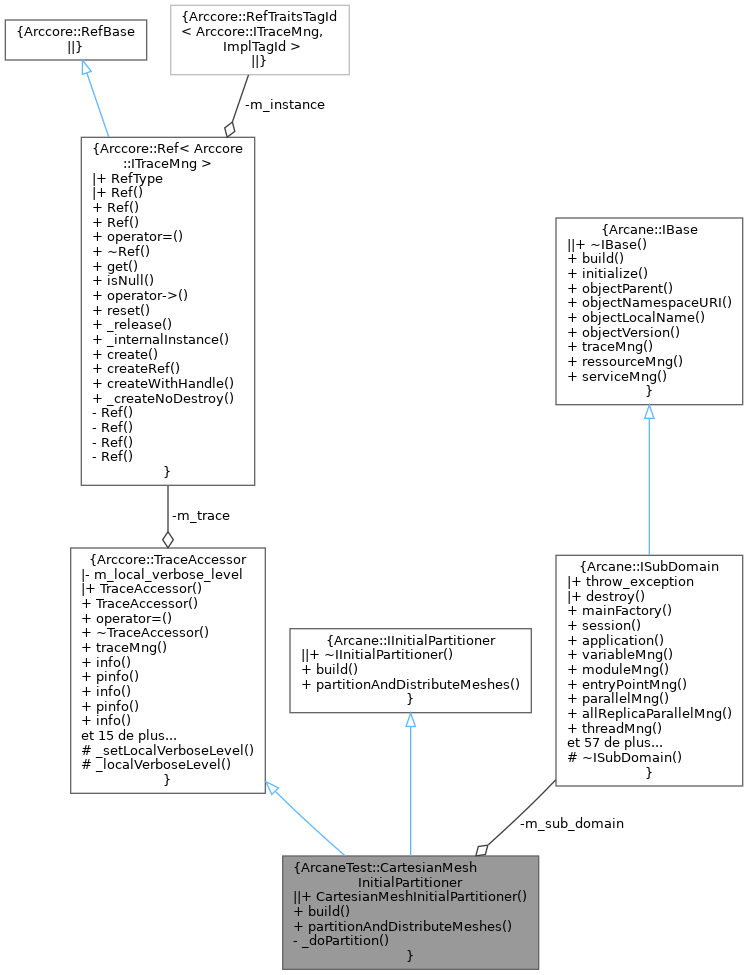 {Arccore::RefBase
||}
{Arccore::RefTraitsTagId
< Arccore::ITraceMng,
ImplTagId >
||}
-m_instance
{Arccore::Ref< Arccore
::ITraceMng >
|+ RefType
|+ Ref()
+ Ref()
+ Ref()
+ operator=()
+ ~Ref()
+ get()
+ isNull()
+ operator->()
+ reset()
+ _release()
+ _internalInstance()
+ create()
+ createRef()
+ createWithHandle()
+ _createNoDestroy()
- Ref()
- Ref()
- Ref()
- Ref()
}
{Arcane::IBase
||+ ~IBase()
+ build()
+ initialize()
+ objectParent()
+ objectNamespaceURI()
+ objectLocalName()
+ objectVersion()
+ traceMng()
+ ressourceMng()
+ serviceMng()
}
-m_trace
{Arccore::TraceAccessor
|- m_local_verbose_level
|+ TraceAccessor()
+ TraceAccessor()
+ operator=()
+ ~TraceAccessor()
+ traceMng()
+ info()
+ pinfo()
+ info()
+ pinfo()
+ info()
et 15 de plus...
# _setLocalVerboseLevel()
# _localVerboseLevel()
}
{Arcane::IInitialPartitioner
||+ ~IInitialPartitioner()
+ build()
+ partitionAndDistributeMeshes()
}
{Arcane::ISubDomain
|+ throw_exception
|+ destroy()
+ mainFactory()
+ session()
+ application()
+ variableMng()
+ moduleMng()
+ entryPointMng()
+ parallelMng()
+ allReplicaParallelMng()
+ threadMng()
et 57 de plus...
# ~ISubDomain()
}
-m_sub_domain
{ArcaneTest::CartesianMesh
InitialPartitioner
||+ CartesianMeshInitialPartitioner()
+ build()
+ partitionAndDistributeMeshes()
- _doPartition()
}